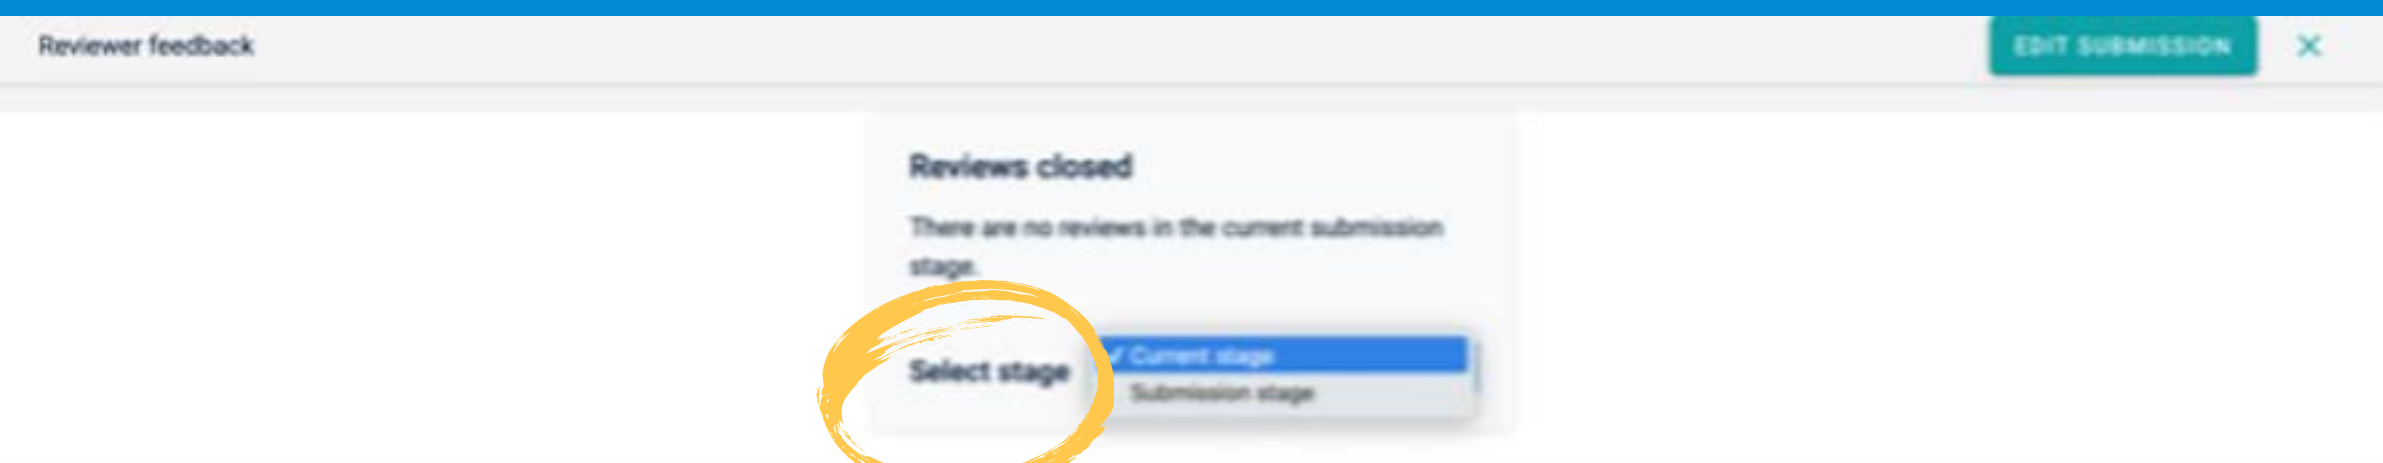 Reviewer feedback
EDIT SUBMISSION
Reviews closed
There are no reviews in the current submission
stage.
Select stage
Current stage
Submission stage